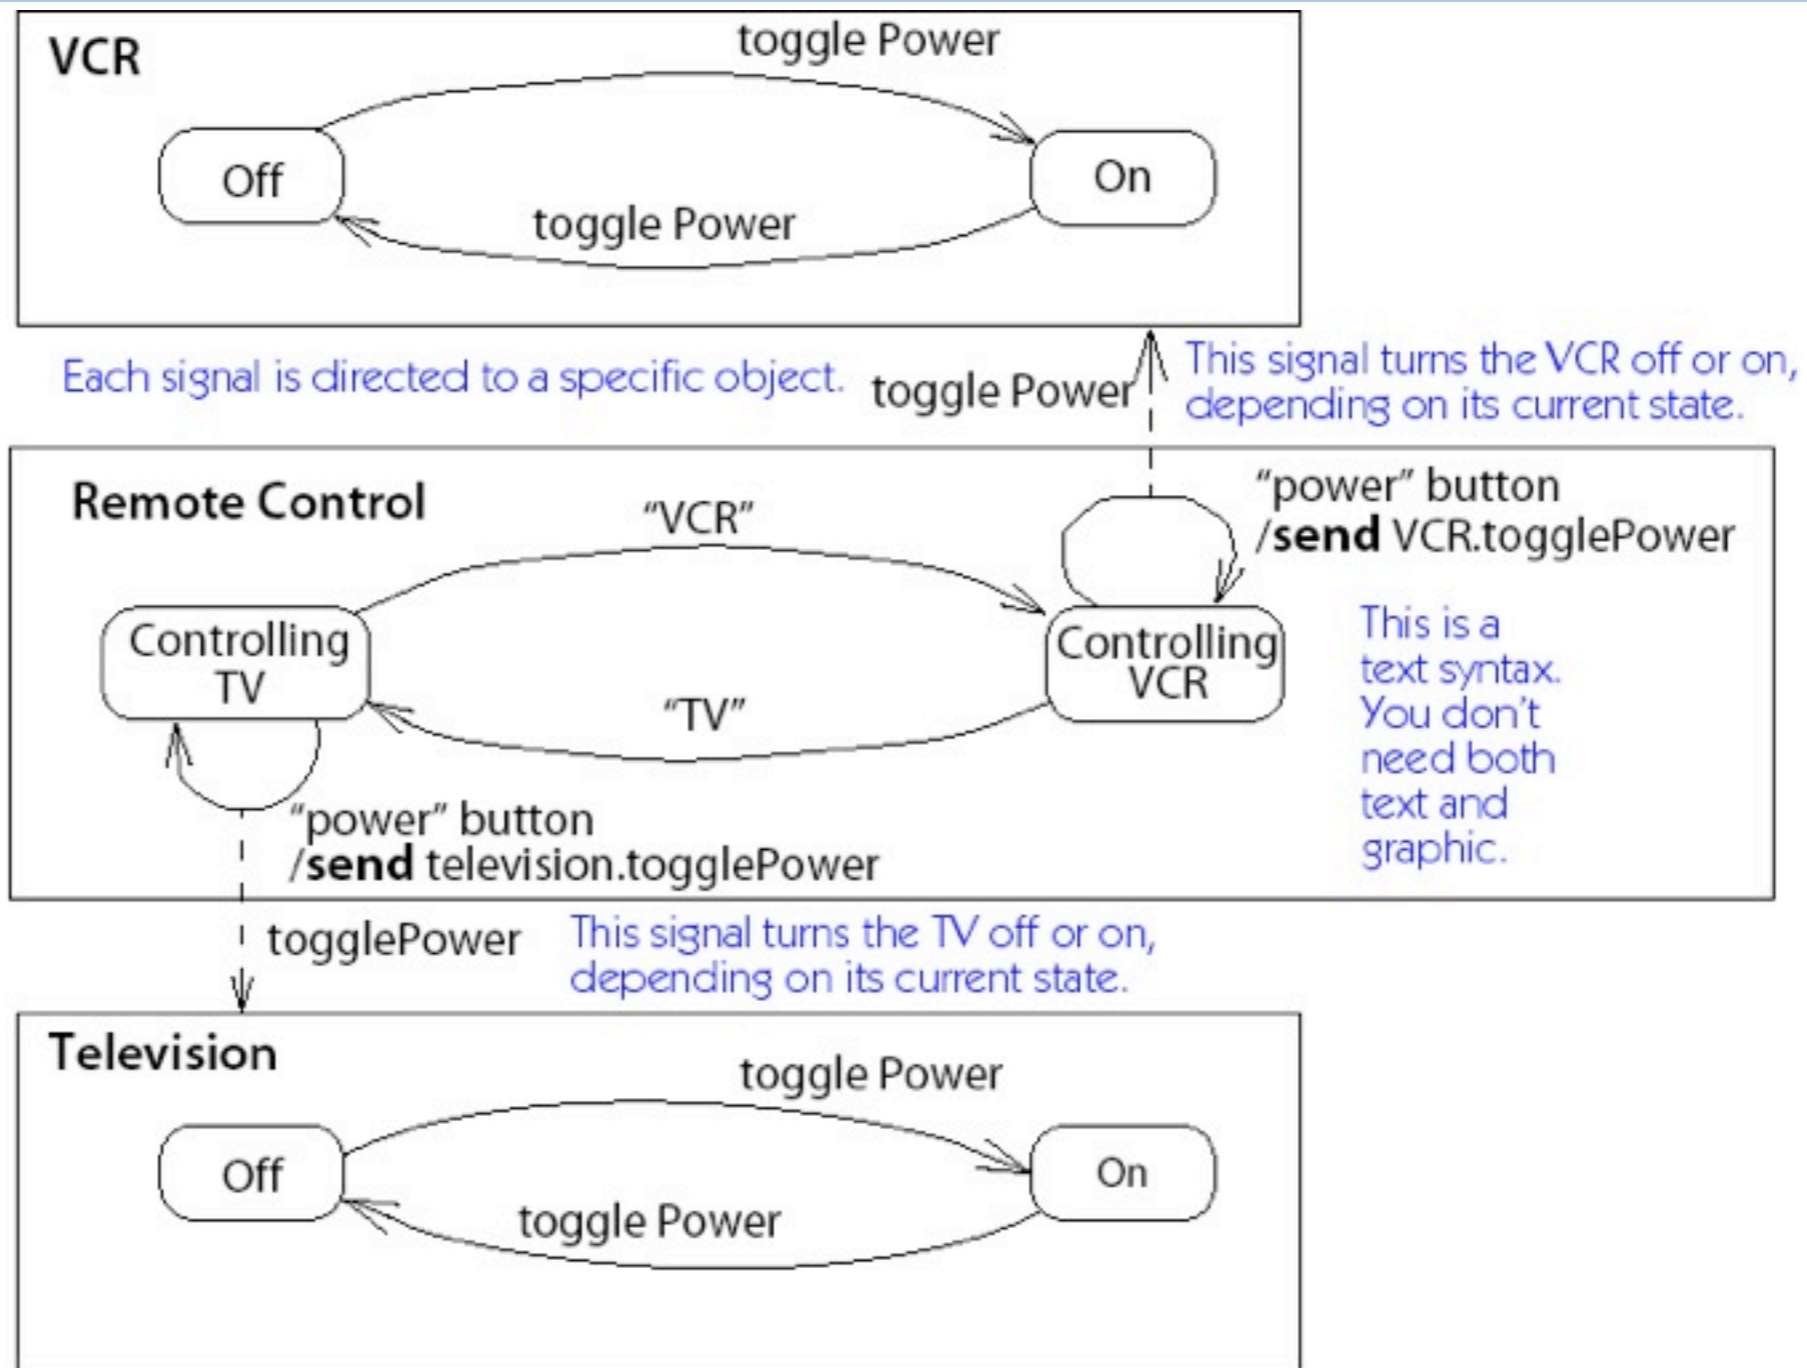 VCR
toggle Power
Off
On
toggle Power
Each signal is directed to a specific object.
toggle Power
This signal turns the VCR off or on,
depending on its current state.
Remote Control
“VCR”
“power” button
/send VCR.togglePower
Controlling
TV
Controlling
VCR
“TV”
This is a
text syntax.
You don't
need both
text and
graphic.
“power” button
/send television.togglePower
togglePower
This signal turns the TV off or on,
depending on its current state.
Television
toggle Power
Off
On
toggle Power